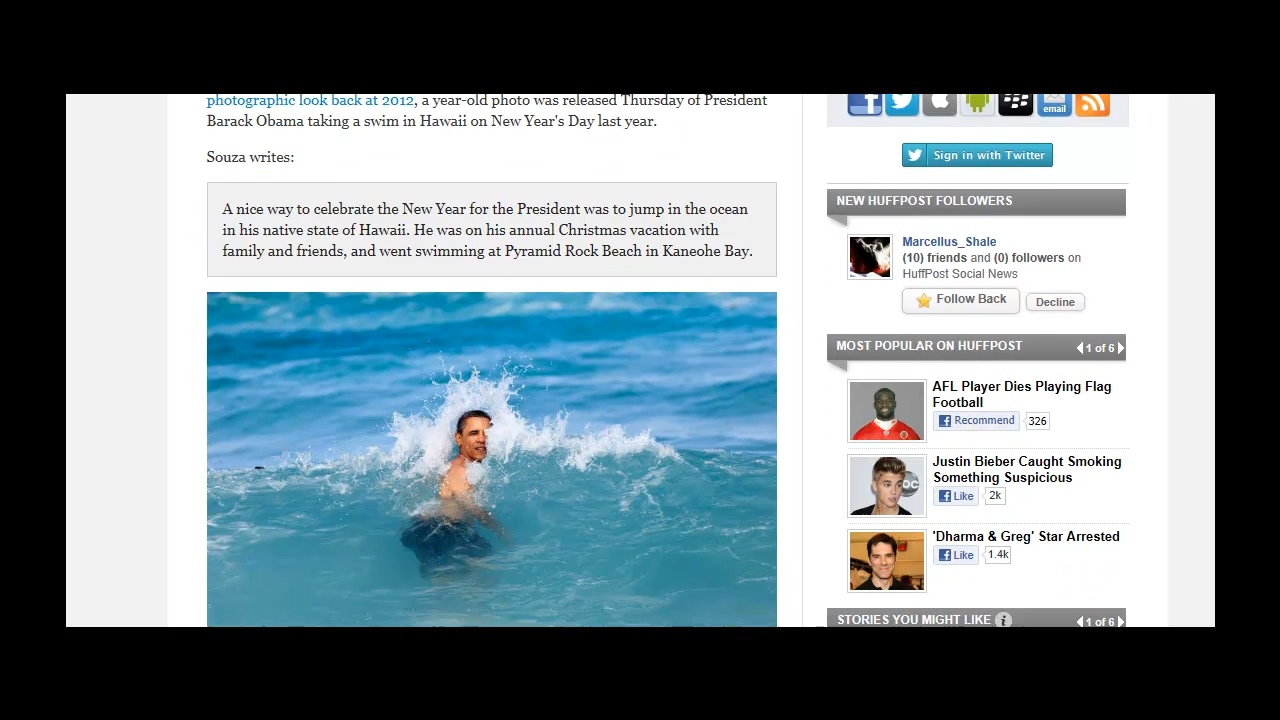 photographic look back at 2012, a year-old photo was released Thursday of President
Barack Obama taking a swim in Hawaii on New Year's Day last year.
Souza writes:
A nice way to celebrate the New Year for the President was to jump in the ocean
in his native state of Hawaii. He was on his annual Christmas vacation with
family and friends, and went swimming at Pyramid Rock Beach in Kaneohe Bay.
email
Sign in with Twitter
NEW HUFFPOST FOLLOWERS
Marcellus_Shale
(10) friends and (0) followers on
HuffPost Social News
Follow Back
Decline
MOST POPULAR ON HUFFPOST
1 of 6
AFL Player Dies Playing Flag
Football
Recommend
326
Justin Bieber Caught Smoking
Something Suspicious
Like
2k
'Dharma & Greg' Star Arrested
Like
1.4k
STORIES YOU MIGHT LIKE
1 of 6